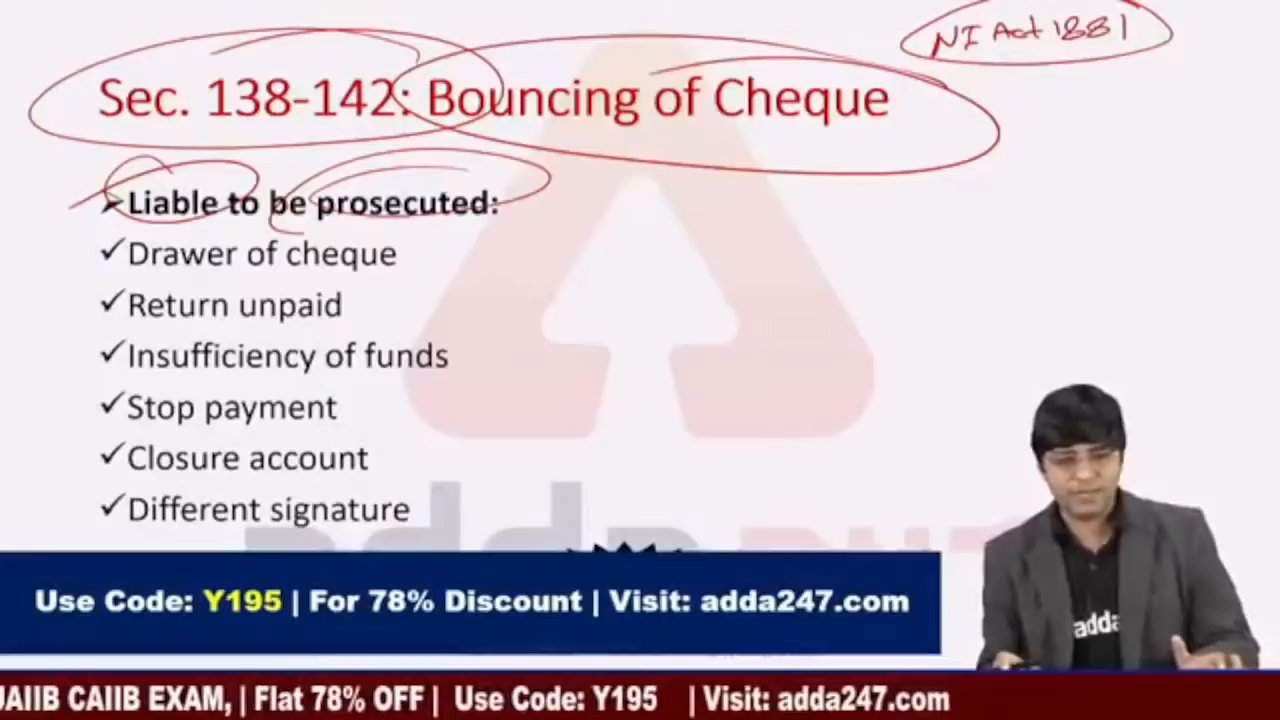 NI Act 1881
Sec. 138-142: Bouncing of Cheque
➤Liable to be prosecuted:
✓Drawer of cheque
✓Return unpaid
✓Insufficiency of funds
✓Stop payment
✓Closure account
✓Different signature
adda
Use Code: Y195 | For 78% Discount | Visit: adda247.com
JAIIB CAIIB EXAM, | Flat 78% OFF | Use Code: Y195 | Visit: adda247.com